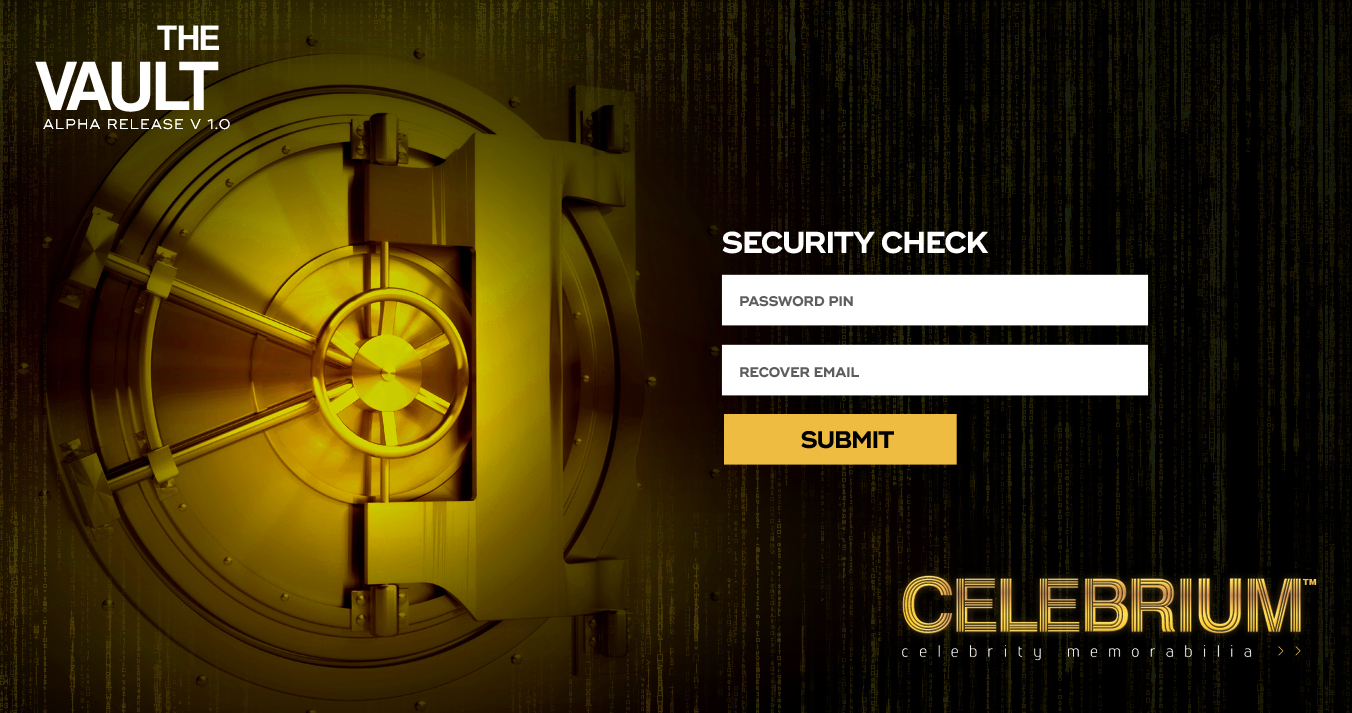 THE
VAULT
ALPHA RELEASE V 1.0
SECURITY CHECK
PASSWORD PIN
RECOVER EMAIL
SUBMIT
CELEBRIUM™
celebrity memorabilia >>